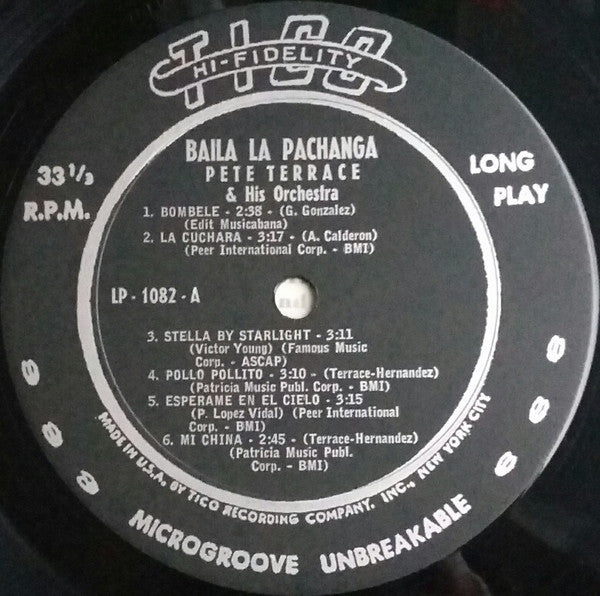 TICO
HI-FIDELITY
BAILA LA PACHANGA
PETE TERRACE
& His Orchestra
33 1/3
R.P.M.
LONG
PLAY
1. BOMBELE - 2:38 - (G. Gonzalez)
(Edit Musicabana)
2. LA CUCHARA - 3:17 - (A. Calderon)
(Peer International Corp. - BMI)
LP - 1082 - A
3. STELLA BY STARLIGHT - 3:11
(Victor Young) (Famous Music
Corp. - ASCAP)
4. POLLO POLLITO - 3:10 - (Terrace-Hernandez)
(Patricia Music Publ. Corp. - BMI)
5. ESPERAME EN EL CIELO - 3:15
(P. Lopez Vidal) (Peer International
Corp. - BMI)
6. MI CHINA - 2:45 - (Terrace-Hernandez)
(Patricia Music Publ.
Corp. - BMI)
MADE IN U.S.A. BY TICO RECORDING COMPANY, INC., NEW YORK CITY
MICROGROOVE UNBREAKABLE